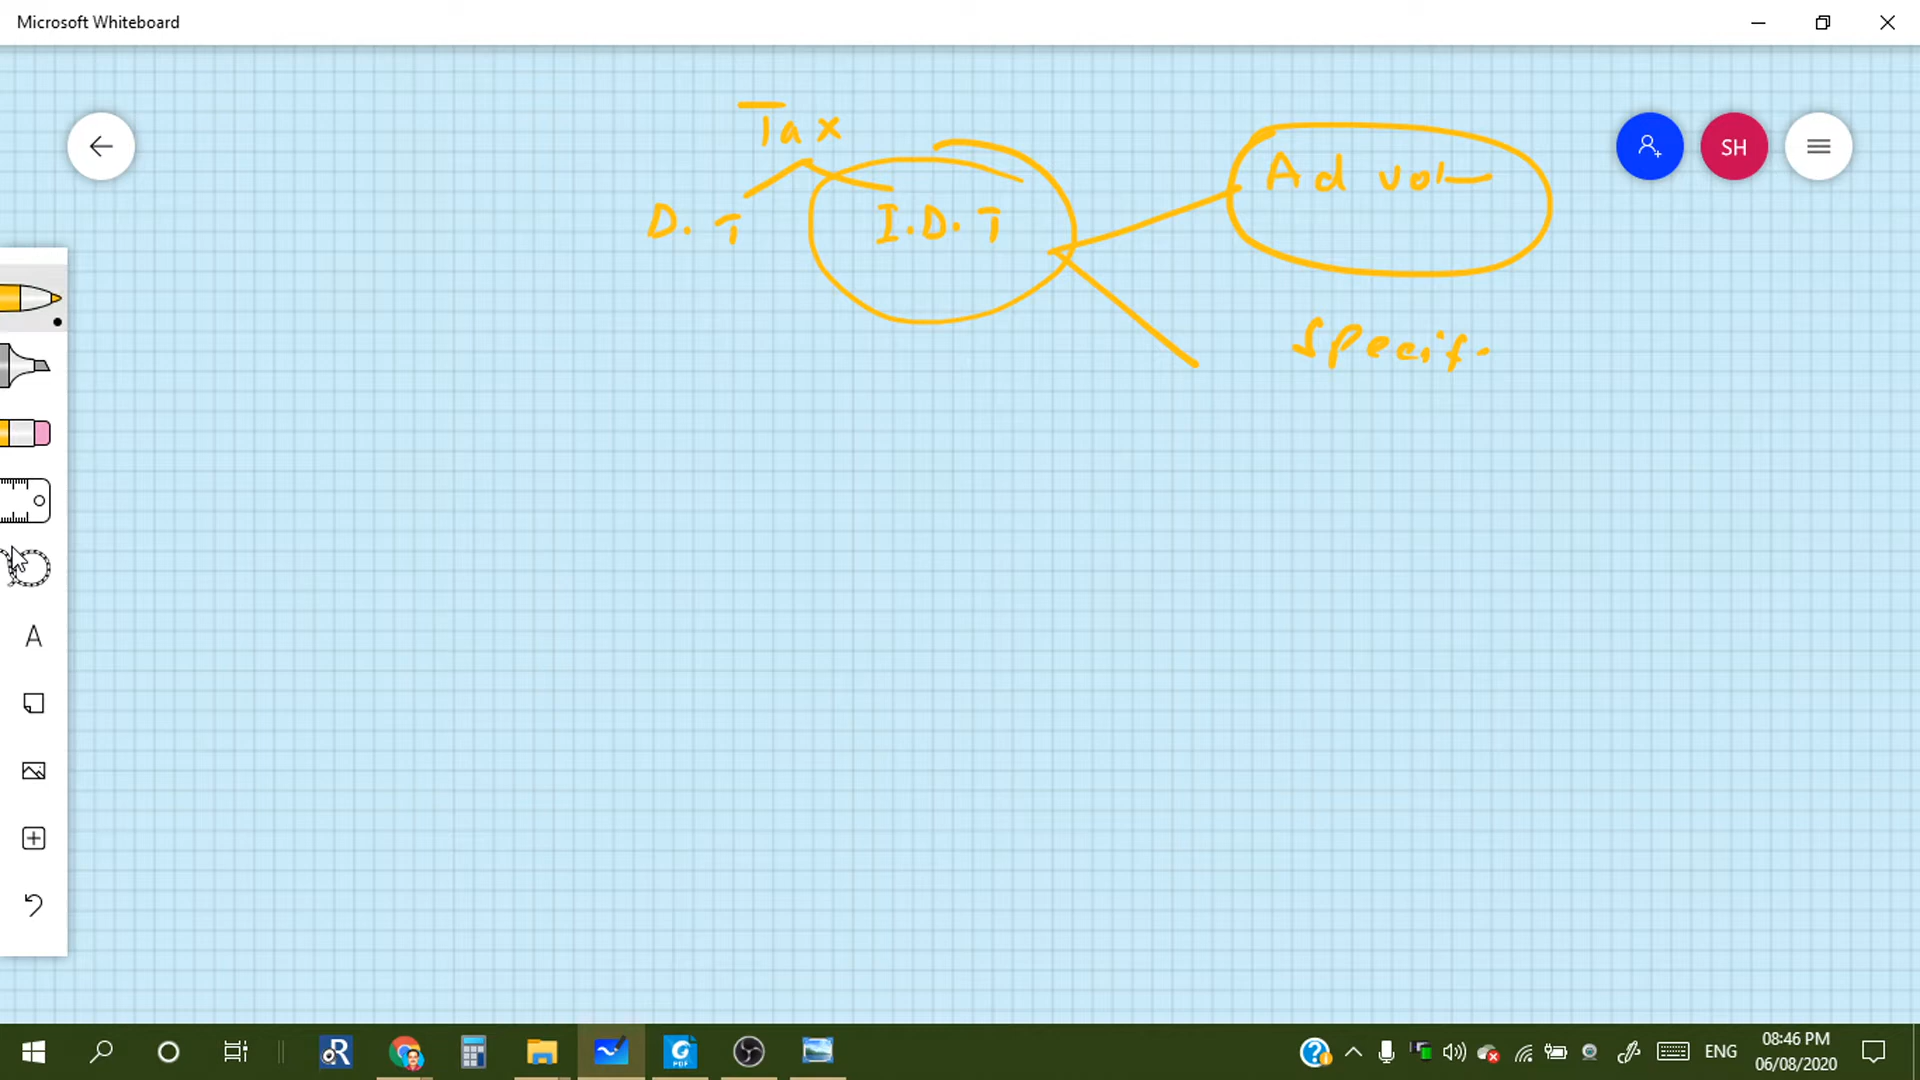 Microsoft Whiteboard
Tax
D. T
I.D.T
Ad vol
Specif.
SH
A
ENG
08:46 PM
06/08/2020